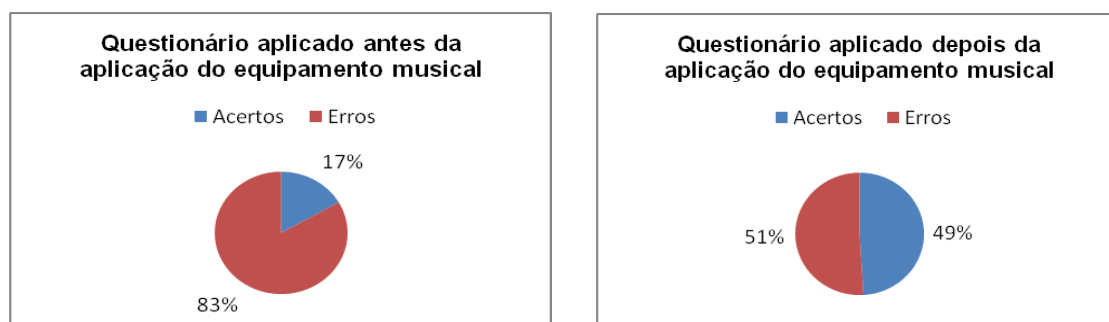 Questionário aplicado antes da
aplicação do equipamento musical
Acertos Erros
17%
83%
Questionário aplicado depois da
aplicação do equipamento musical
Acertos Erros
51%
49%